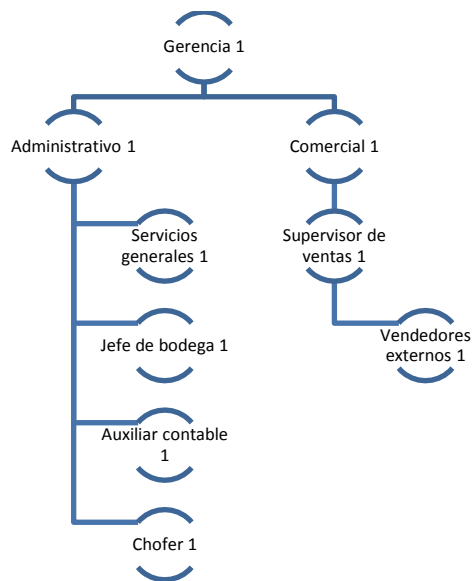 Gerencia 1
Administrativo 1
Comercial 1
Servicios
generales 1
Supervisor de
ventas 1
Jefe de bodega 1
Vendedores
externos 1
Auxiliar contable
1
Chofer 1